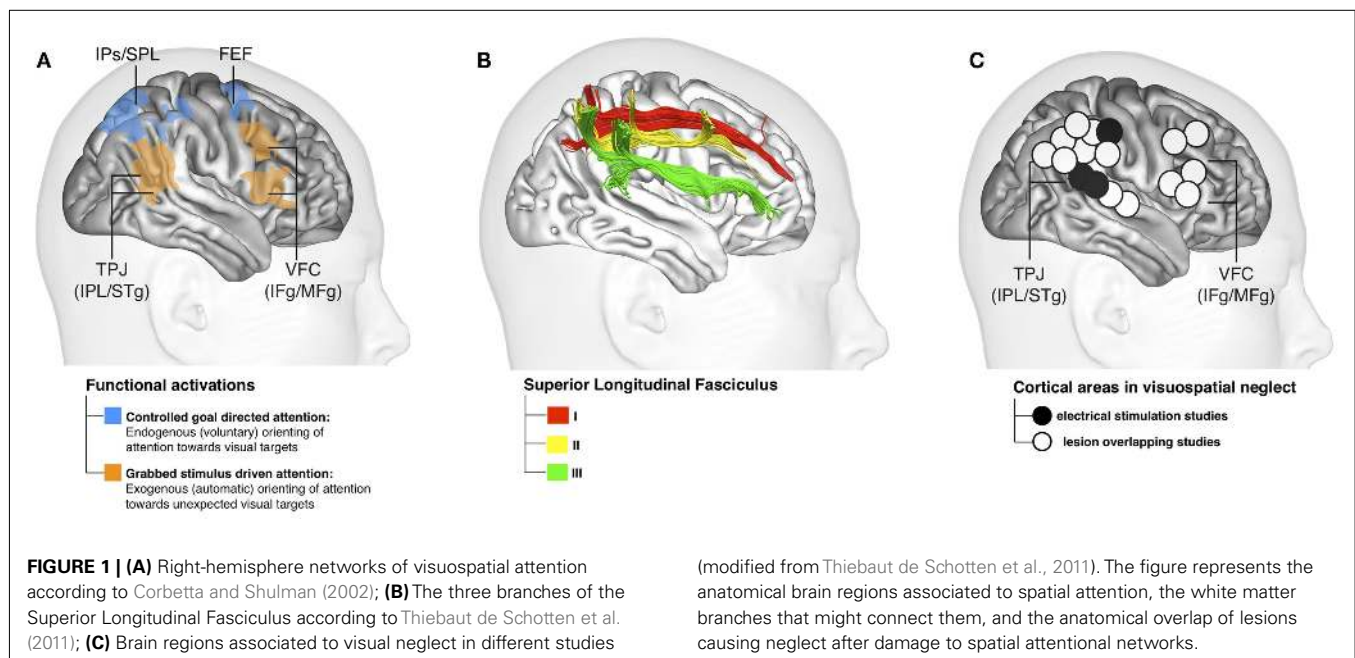 A
IPs/SPL
FEF
TPJ
(IPL/STg)
VFC
(IFg/MFg)
Functional activations
Controlled goal directed attention:
Endogenous (voluntary) orienting of
attention towards visual targets
Grabbed stimulus driven attention:
Exogenous (automatic) orienting of attention
towards unexpected visual targets
B
Superior Longitudinal Fasciculus
I
II
III
C
TPJ
(IPL/STg)
VFC
(IFg/MFg)
Cortical areas in visuospatial neglect
electrical stimulation studies
lesion overlapping studies
FIGURE 1 | (A) Right-hemisphere networks of visuospatial attention
according to Corbetta and Shulman (2002); (B) The three branches of the
Superior Longitudinal Fasciculus according to Thiebaut de Schotten et al.
(2011); (C) Brain regions associated to visual neglect in different studies
(modified from Thiebaut de Schotten et al., 2011). The figure represents the
anatomical brain regions associated to spatial attention, the white matter
branches that might connect them, and the anatomical overlap of lesions
causing neglect after damage to spatial attentional networks.